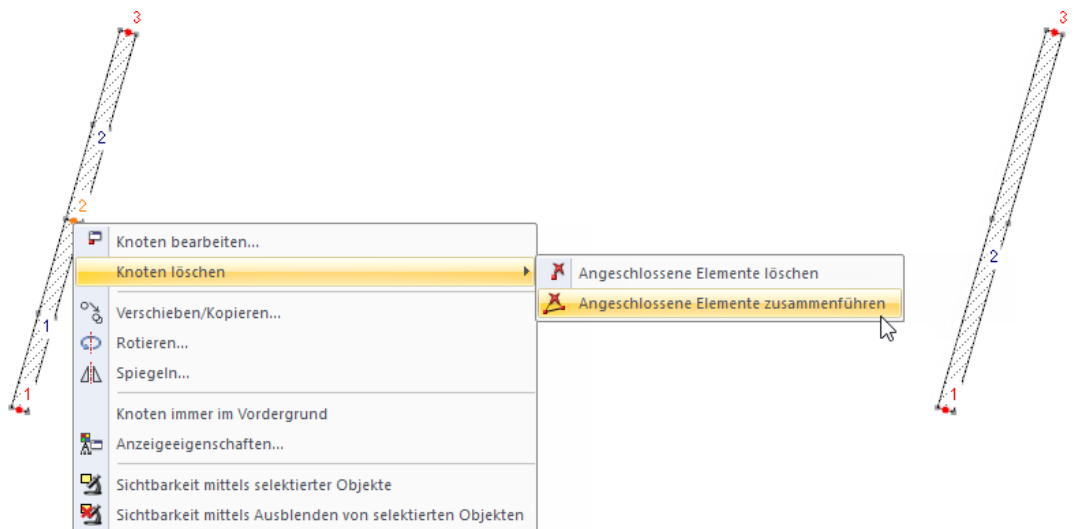 3
2
2
1
1
Knoten bearbeiten...
Knoten löschen
Verschieben/Kopieren...
Rotieren...
Spiegeln...
Knoten immer im Vordergrund
Anzeigeeigenschaften...
Sichtbarkeit mittels selektierter Objekte
Sichtbarkeit mittels Ausblenden von selektierten Objekten
Angeschlossene Elemente löschen
Angeschlossene Elemente zusammenführen
3
2
1